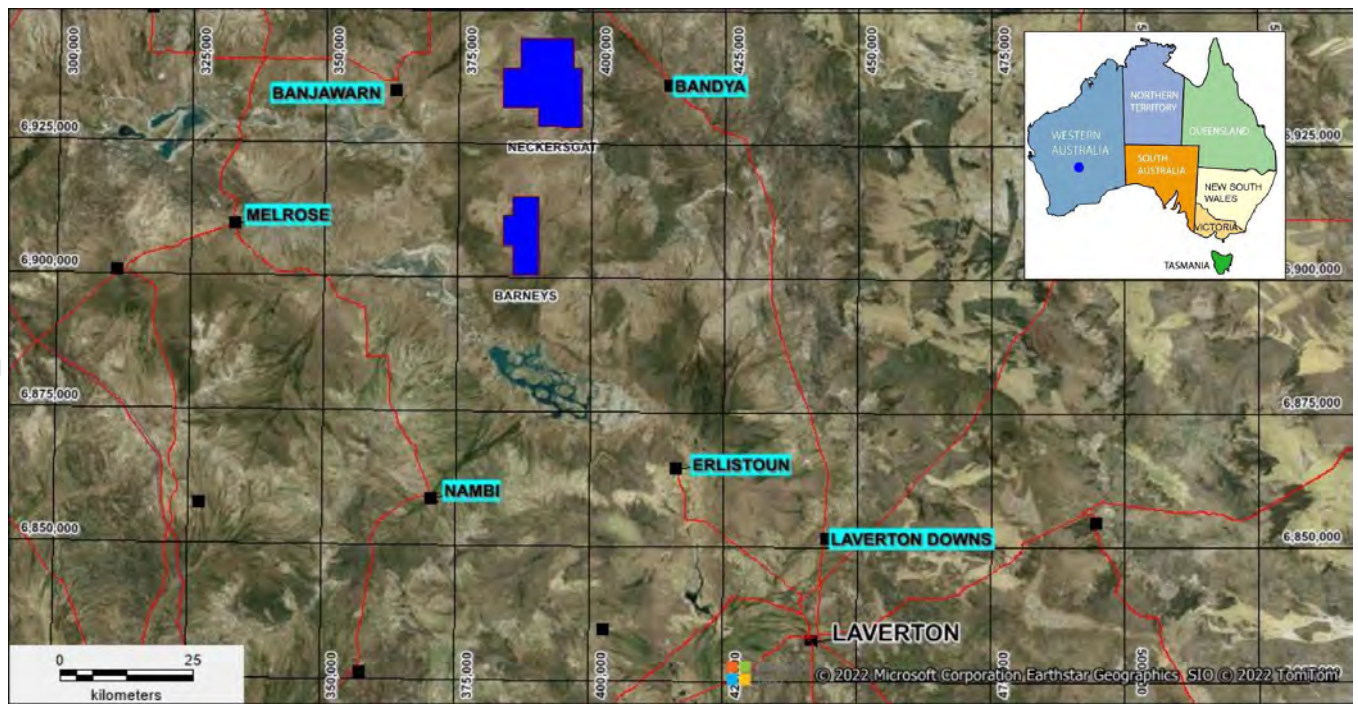 300,000
325,000
350,000
375,000
400,000
425,000
450,000
475,000
BANJAWARN
BANDYA
NECKERSGAT
6,925,000
6,925,000
MELROSE
6,900,000
6,900,000
BARNEYS
6,875,000
6,875,000
ERLISTOUN
NAMBI
6,850,000
LAVERTON DOWNS
6,850,000
LAVERTON
WESTERN
AUSTRALIA
NORTHERN
TERRITORY
QUEENSLAND
SOUTH
AUSTRALIA
NEW SOUTH
WALES
VICTORIA
TASMANIA
0 25
kilometers
350,000
375,000
400,000
© 2022 Microsoft Corporation Earthstar Geographics SIO © 2022 TomTom